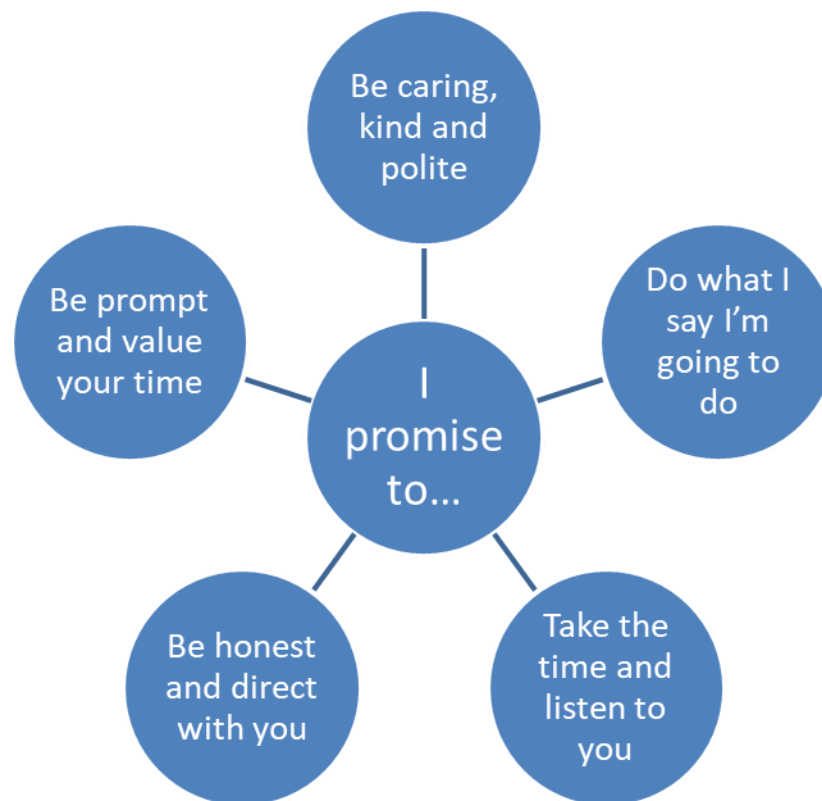 Be caring,
kind and
polite
Be prompt
and value
your time
Do what I
say I’m
going to
do
I
promise
to…
Be honest
and direct
with you
Take the
time and
listen to
you